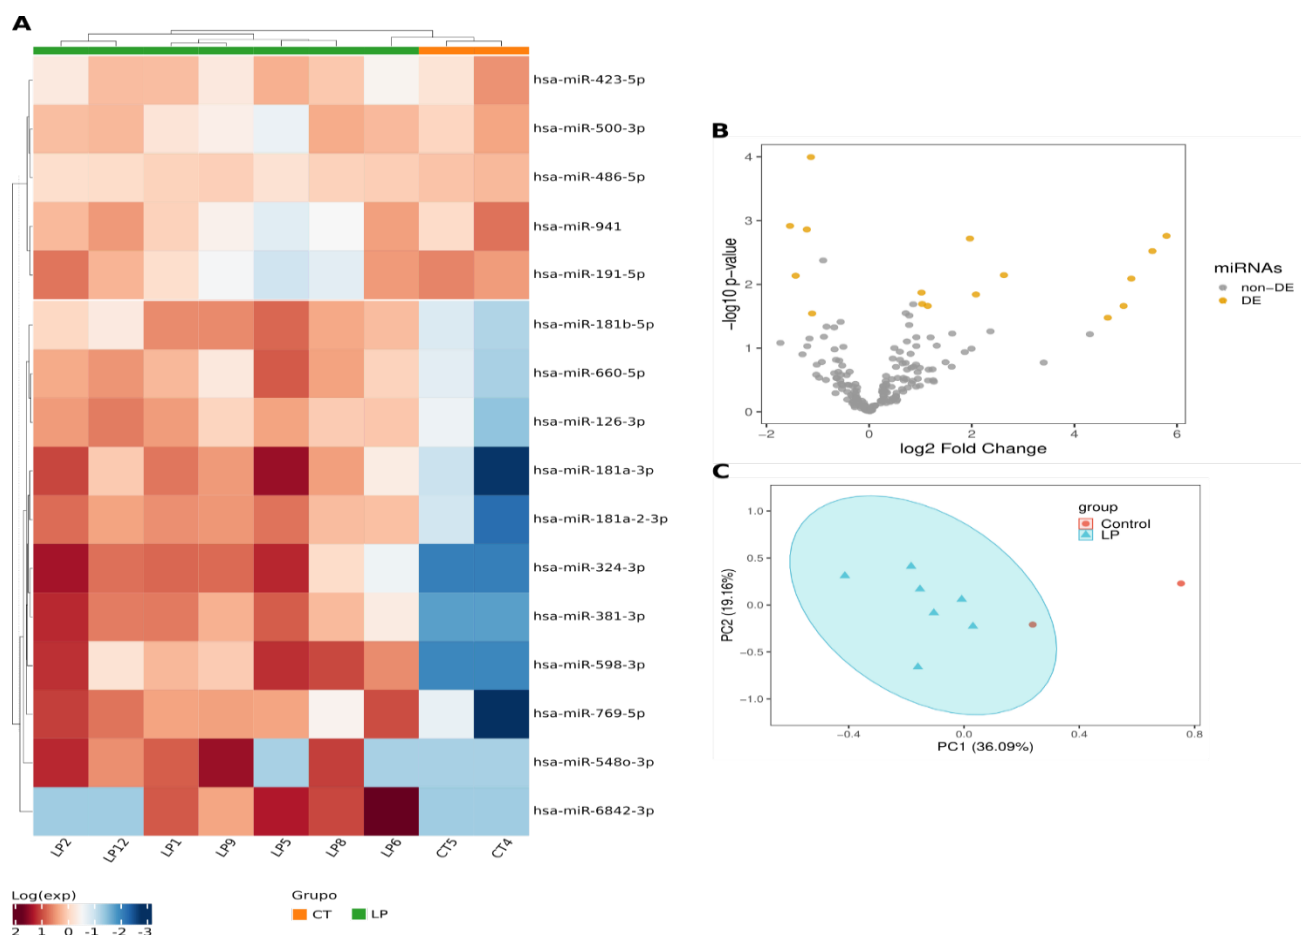 A
hsa-miR-423-5p
hsa-miR-500-3p
hsa-miR-486-5p
hsa-miR-941
hsa-miR-191-5p
hsa-miR-181b-5p
hsa-miR-660-5p
hsa-miR-126-3p
hsa-miR-181a-3p
hsa-miR-181a-2-3p
hsa-miR-324-3p
hsa-miR-381-3p
hsa-miR-598-3p
hsa-miR-769-5p
hsa-miR-548o-3p
hsa-miR-6842-3p
LP2 LP12 LP1 LP9 LP5 LP8 LP6 CT5 CT4
Log(exp)
2 1 0 -1 -2 -3
Grupo
CT LP
B
4
3
2
1
0
−log10 p-value
−2 0 2 4 6
log2 Fold Change
miRNAs
non-DE
DE
C
1.0
0.5
0.0
−0.5
−1.0
PC2 (19.16%)
−0.4 0.0 0.4 0.8
PC1 (36.09%)
group
Control
LP